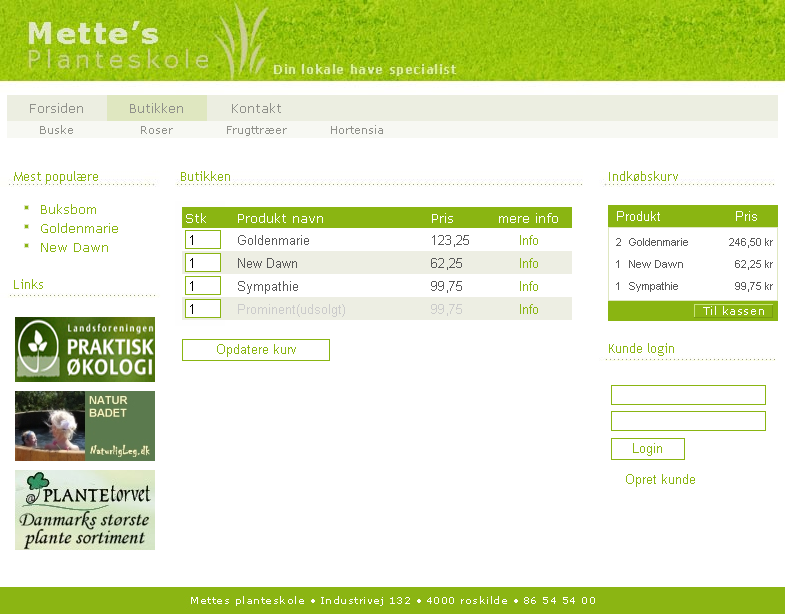 Mette's
Planteskole
Din lokale have specialist
Forsiden Butikken Kontakt
Buske Roser Frugttræer Hortensia
Mest populære
Buksbom
Goldenmarie
New Dawn
Links
Landsforeningen
PRAKTISK
ØKOLOGI
NATUR
BADET
NaturligLeg.dk
@PLANTEtorvet
Danmarks største
plante sortiment
Butikken
Stk Produkt navn Pris mere info
1 Goldenmarie 123,25 Info
1 New Dawn 62,25 Info
1 Sympathie 99,75 Info
1 Prominent(udsolgt) 99,75 Info
Opdatere kurv
Indkøbskurv
Produkt Pris
2 Goldenmarie 246,50 kr
1 New Dawn 62,25 kr
1 Sympathie 99,75 kr
Til kassen
Kunde login
Login
Opret kunde
Mettes planteskole • Industrivej 132 • 4000 roskilde • 86 54 54 00